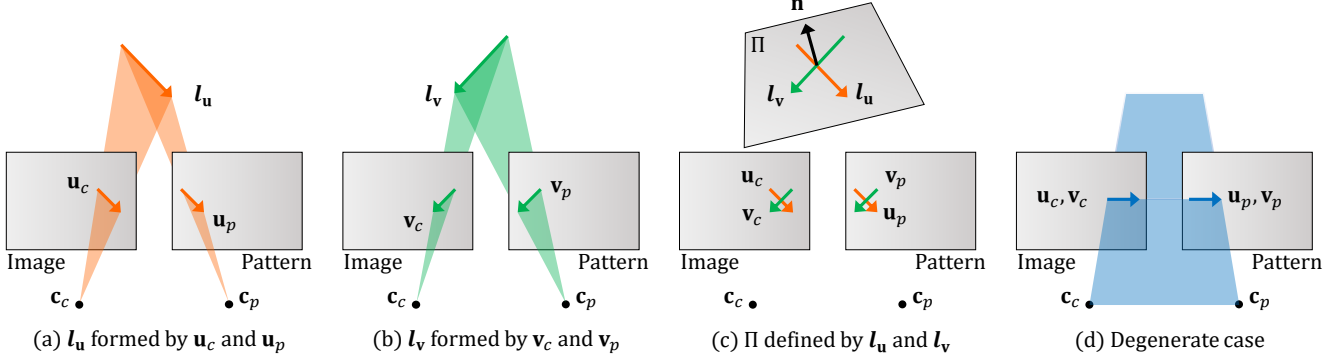 n
Π
l_v
l_u
l_u
l_v
u_c
u_p
Image
Pattern
c_c
c_p
(a) l_u formed by u_c and u_p
v_c
v_p
Image
Pattern
c_c
c_p
(b) l_v formed by v_c and v_p
u_c
v_c
v_p
u_p
Image
Pattern
c_c
c_p
(c) Π defined by l_u and l_v
u_c, v_c
u_p, v_p
Image
Pattern
c_c
c_p
(d) Degenerate case